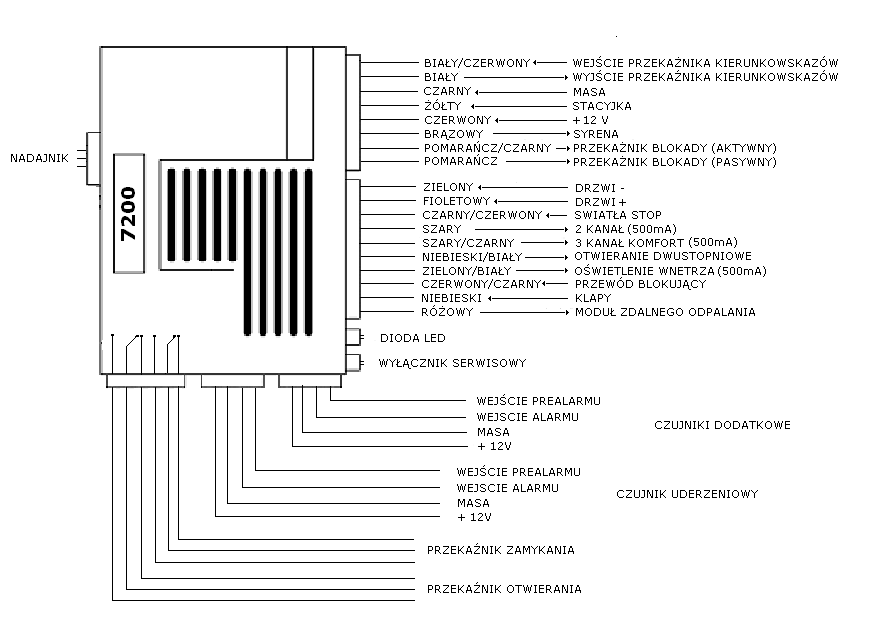 BIAŁY/CZERWONY WEJŚCIE PRZEKAŹNIKA KIERUNKOWSKAZÓW
BIAŁY WYJŚCIE PRZEKAŹNIKA KIERUNKOWSKAZÓW
CZARNY MASA
ŻÓŁTY STACYJKA
CZERWONY +12 V
BRĄZOWY SYRENA
POMARAŃCZ/CZARNY PRZEKAŹNIK BLOKADY (AKTYWNY)
POMARAŃCZ PRZEKAŹNIK BLOKADY (PASYWNY)
NADAJNIK
7200
ZIELONY DRZWI -
FIOLETOWY DRZWI +
CZARNY/CZERWONY SWIATŁA STOP
SZARY 2 KANAŁ (500mA)
SZARY/CZARNY 3 KANAŁ KOMFORT (500mA)
NIEBIESKI/BIAŁY OTWIERANIE DWUSTOPNIOWE
ZIELONY/BIAŁY OŚWIETLENIE WNETRZA (500mA)
CZERWONY/CZARNY PRZEWÓD BLOKUJĄCY
NIEBIESKI KLAPY
RÓŻOWY MODUŁ ZDALNEGO ODPALANIA
DIODA LED
WYŁĄCZNIK SERWISOWY
WEJŚCIE PREALARMU
WEJSCIE ALARMU
MASA
+ 12V
CZUJNIKI DODATKOWE
WEJŚCIE PREALARMU
WEJSCIE ALARMU
MASA
+ 12V
CZUJNIK UDERZENIOWY
PRZEKAŹNIK ZAMYKANIA
PRZEKAŹNIK OTWIERANIA